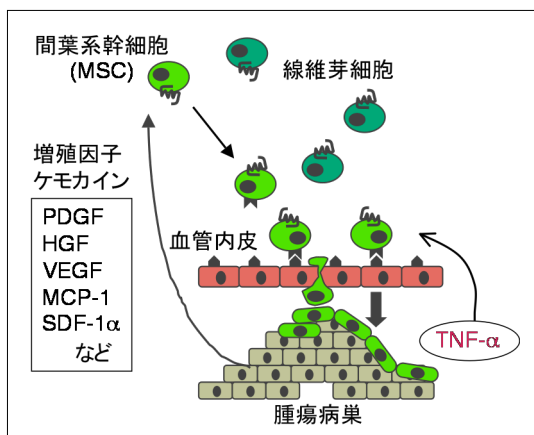 間葉系幹細胞
(MSC)
線維芽細胞
増殖因子
ケモカイン
PDGF
HGF
VEGF
MCP-1
SDF-1α
など
血管内皮
TNF-α
腫瘍病巣